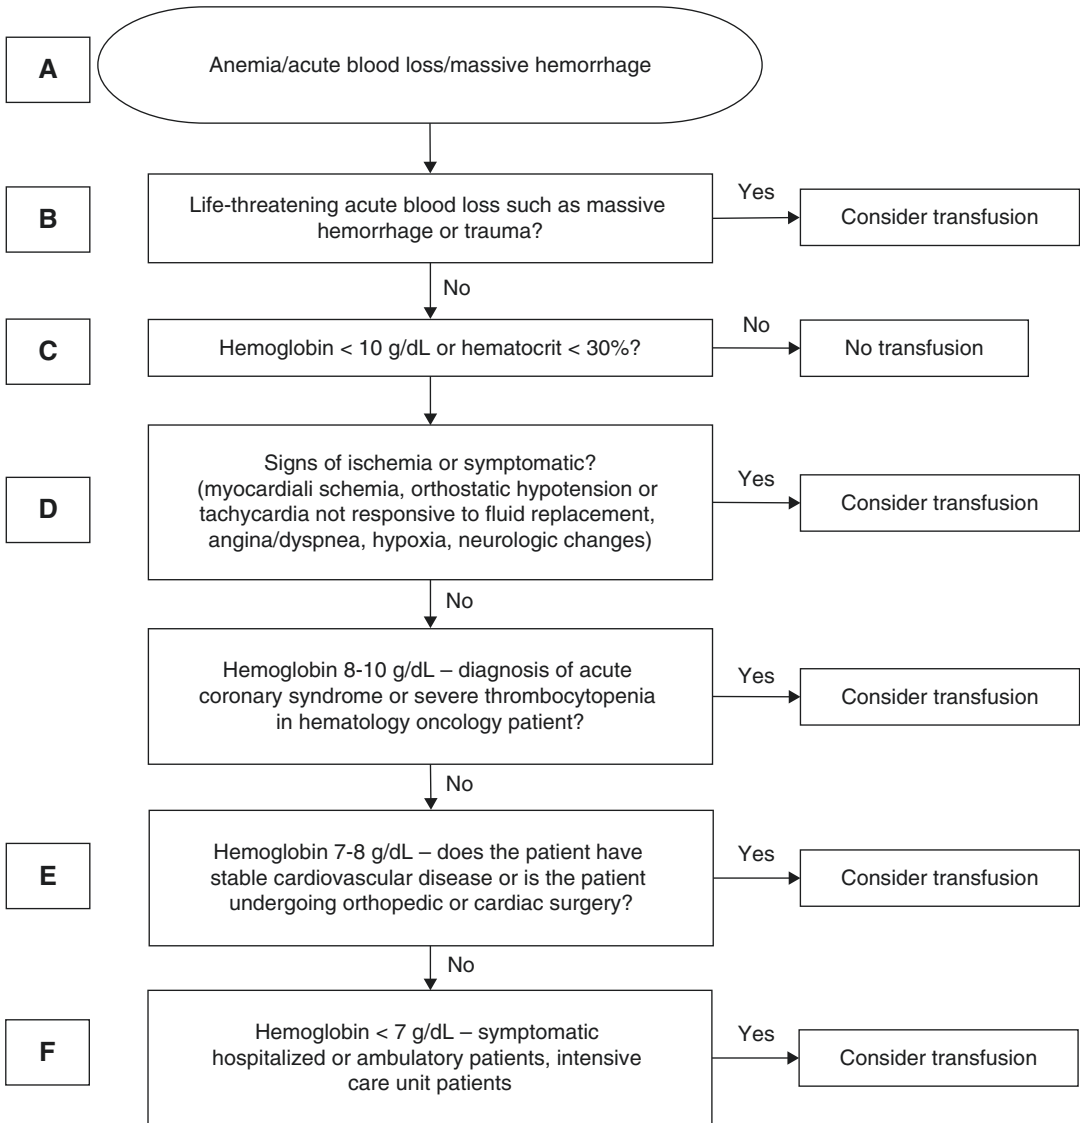 A
Anemia/acute blood loss/massive hemorrhage
B
Life-threatening acute blood loss such as massive
hemorrhage or trauma?
Yes
Consider transfusion
No
C
Hemoglobin < 10 g/dL or hematocrit < 30%?
No
No transfusion
D
Signs of ischemia or symptomatic?
(myocardiali schemia, orthostatic hypotension or
tachycardia not responsive to fluid replacement,
angina/dyspnea, hypoxia, neurologic changes)
Yes
Consider transfusion
No
Hemoglobin 8-10 g/dL – diagnosis of acute
coronary syndrome or severe thrombocytopenia
in hematology oncology patient?
Yes
Consider transfusion
No
E
Hemoglobin 7-8 g/dL – does the patient have
stable cardiovascular disease or is the patient
undergoing orthopedic or cardiac surgery?
Yes
Consider transfusion
No
F
Hemoglobin < 7 g/dL – symptomatic
hospitalized or ambulatory patients, intensive
care unit patients
Yes
Consider transfusion